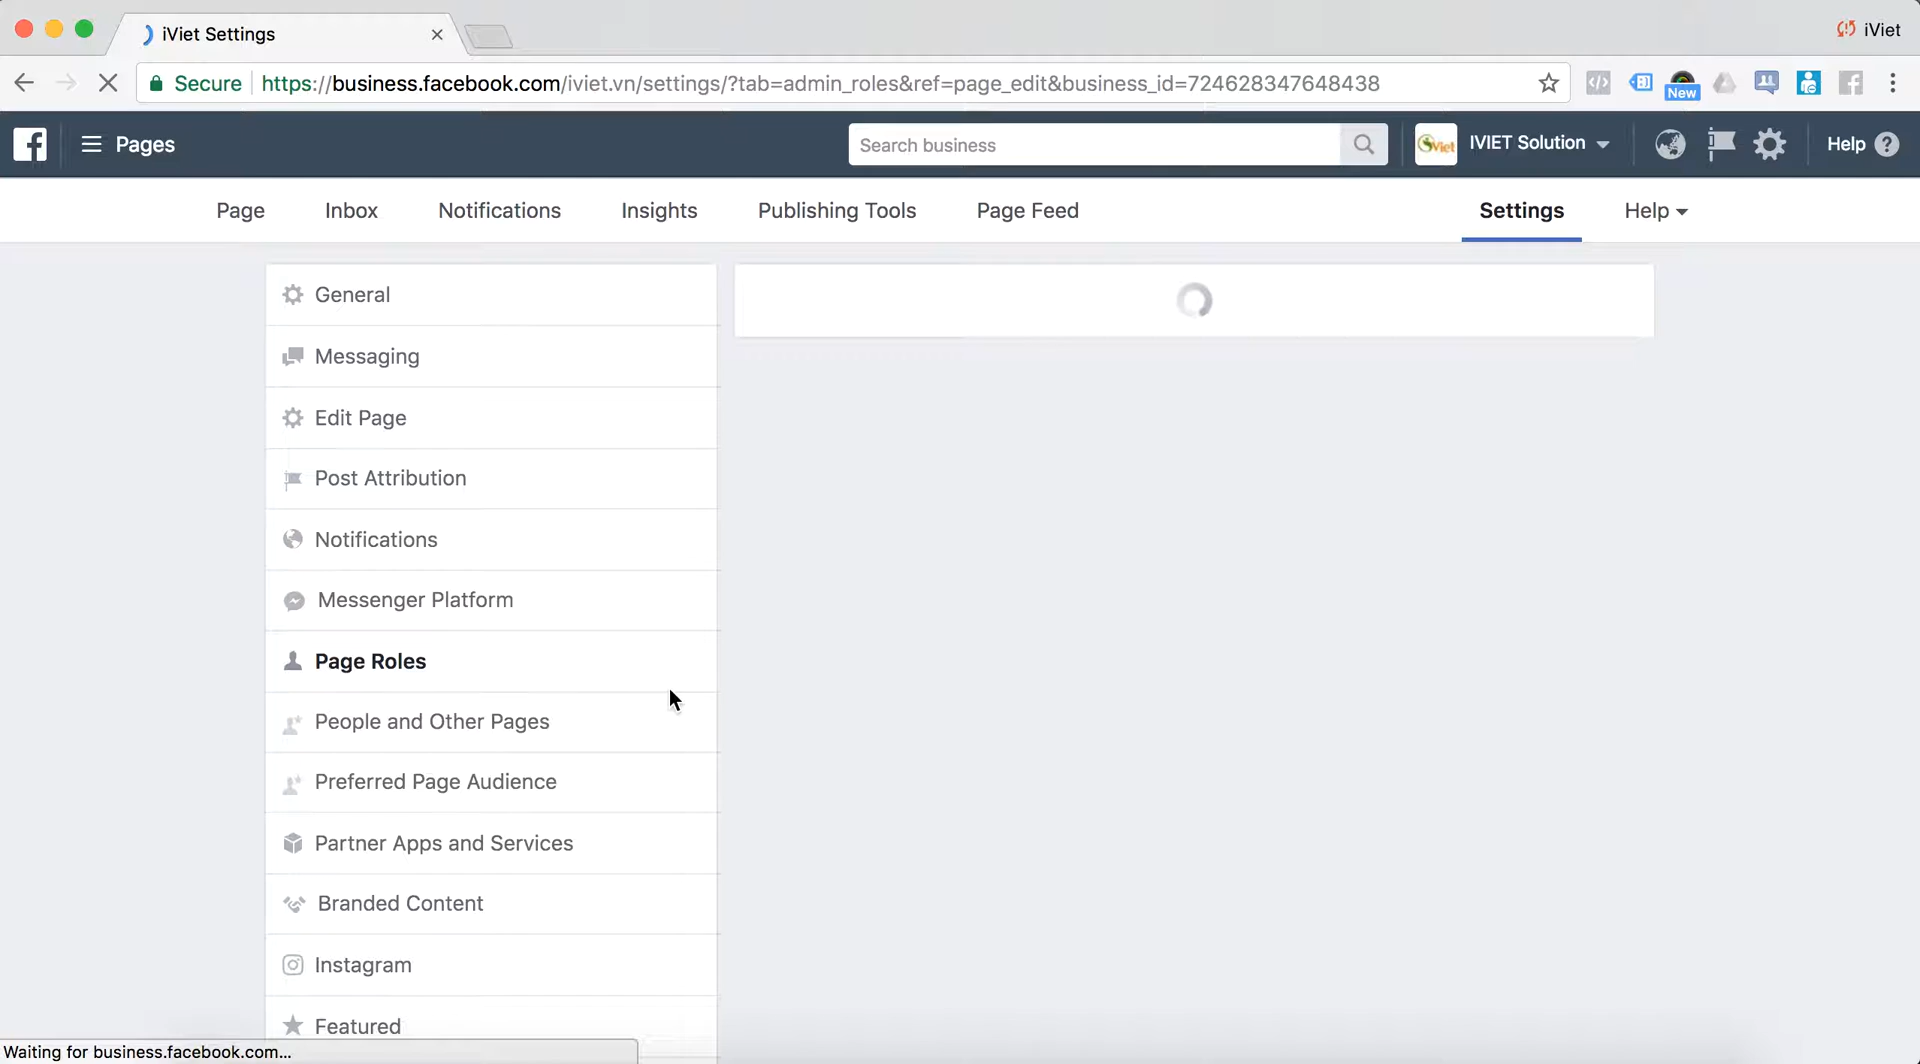 iViet Settings
iViet
Secure https://business.facebook.com/iviet.vn/settings/?tab=admin_roles&ref=page_edit&business_id=724628347648438
New
Pages
Search business
iViet
IVIET Solution
Help
Page
Inbox
Notifications
Insights
Publishing Tools
Page Feed
Settings
Help
General
Messaging
Edit Page
Post Attribution
Notifications
Messenger Platform
Page Roles
People and Other Pages
Preferred Page Audience
Partner Apps and Services
Branded Content
Instagram
Featured
Waiting for business.facebook.com...